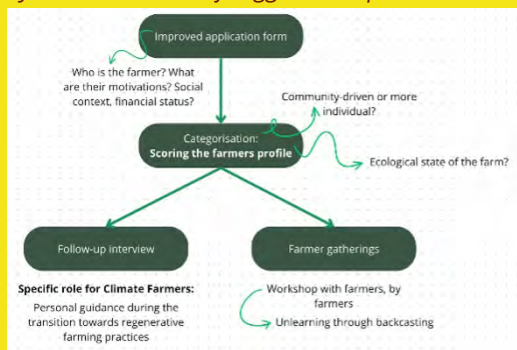 Improved application form
Who is the farmer? What
are their motivations? Social
context, financial status?
Community-driven or more
individual?
Categorisation:
Scoring the farmers profile
Ecological state of the farm?
Follow-up interview
Farmer gatherings
Specific role for Climate Farmers:
Personal guidance during the
transition towards regenerative
farming practices
Workshop with farmers, by
farmers
Unlearning through backcasting